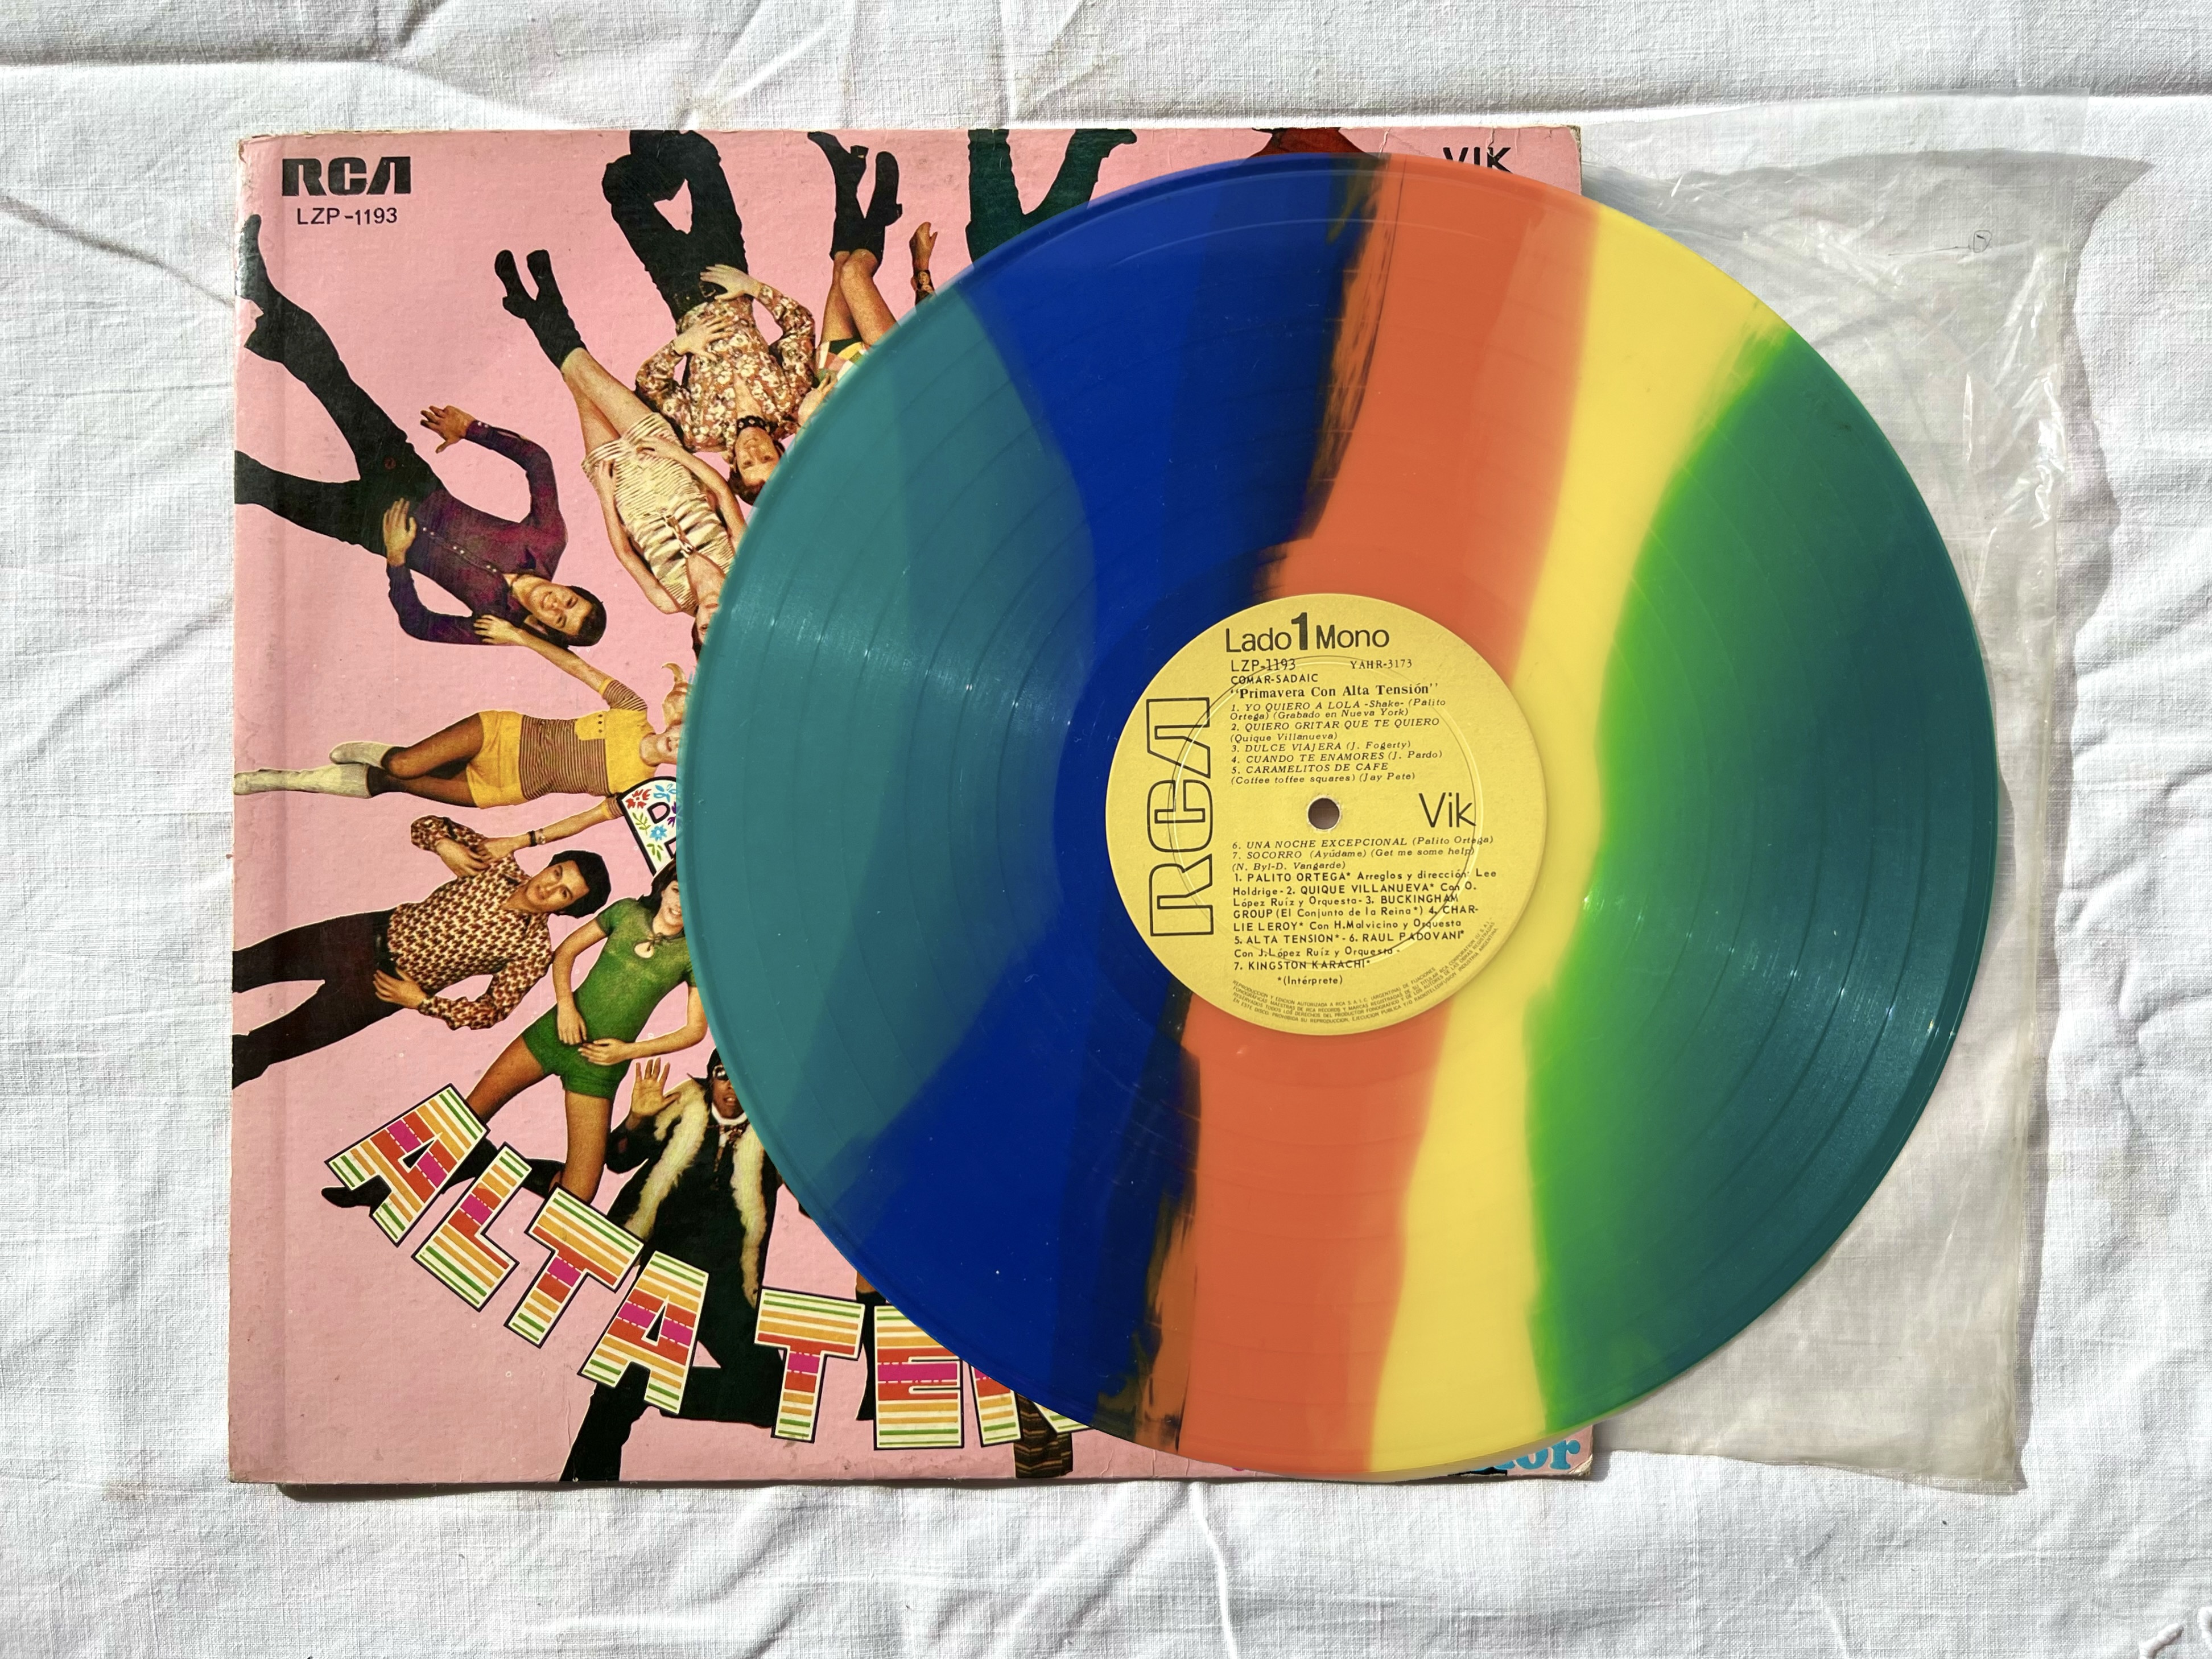 RCA
LZP-1193
VIK
ALTA TEN
or
Lado 1 Mono
LZP-1193 YAHR-3173
COMAR-SADAIC
"Primavera Con Alta Tensión"
1. YO QUIERO A LOLA -Shake- (Palito
Ortega) (Grabado en Nueva York)
2. QUIERO GRITAR QUE TE QUIERO
(Quique Villanueva)
3. DULCE VIAJERA (J. Fogerty)
4. CUANDO TE ENAMORES (J. Pardo)
5. CARAMELITOS DE CAFE
(Coffee toffee squares) (Jay Pete)
RCA
Vik
6. UNA NOCHE EXCEPCIONAL (Palito Ortega)
7. SOCORRO (Ayúdame) (Get me some help)
(N. Byl-D. Vangarde)
1. PALITO ORTEGA* Arreglos y dirección: Lee
Holdrige - 2. QUIQUE VILLANUEVA* Con O.
López Ruíz y Orquesta - 3. BUCKINGHAM
GROUP (El Conjunto de la Reina*) 4. CHAR-
LIE LEROY* Con H. Malvicino y Orquesta
5. ALTA TENSION* - 6. RAUL PADOVANI*
Con J. López Ruíz y Orquesta -
7. KINGSTON KARACHI*
*(Intérprete)